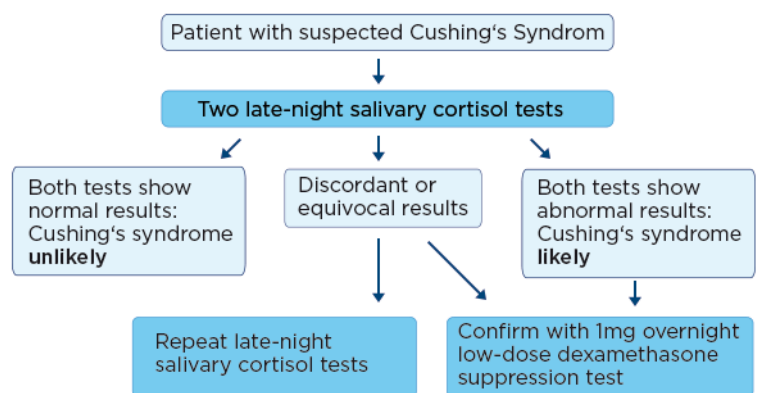 Patient with suspected Cushing‘s Syndrom
Two late-night salivary cortisol tests
Both tests show
normal results:
Cushing‘s syndrome
unlikely
Discordant or
equivocal results
Both tests show
abnormal results:
Cushing‘s syndrome
likely
Repeat late-night
salivary cortisol tests
Confirm with 1mg overnight
low-dose dexamethasone
suppression test